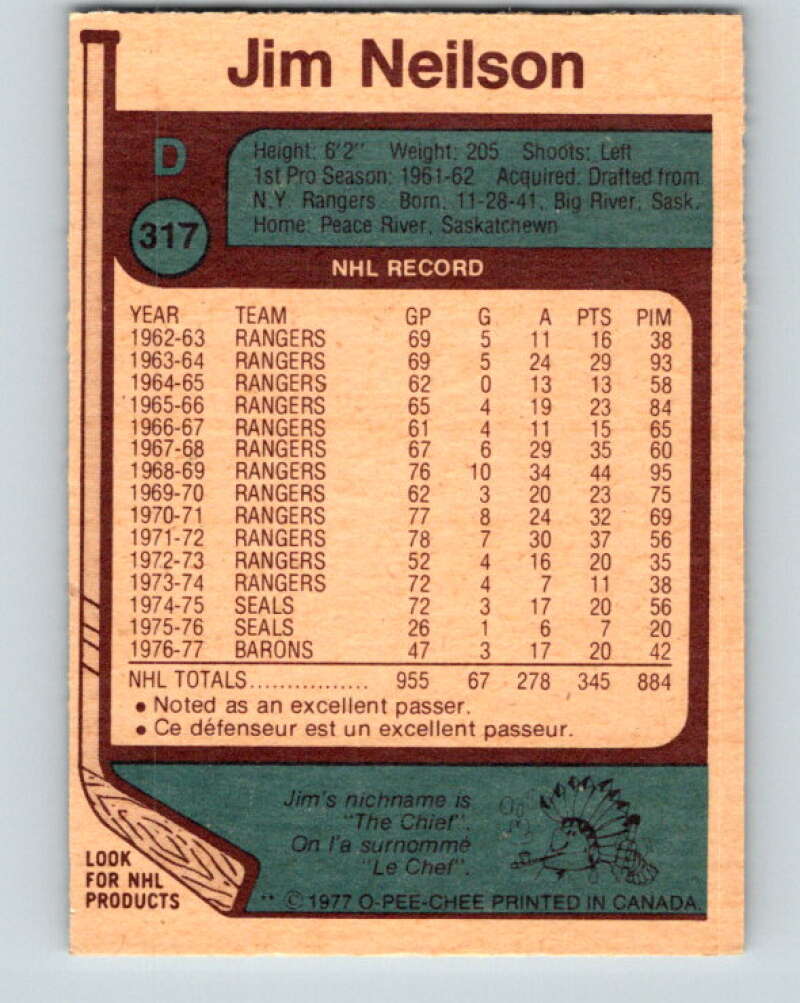 Jim Neilson
D
317
Height: 6'2" Weight: 205 Shoots: Left
1st Pro Season: 1961-62 Acquired: Drafted from
N.Y. Rangers Born: 11-28-41, Big River, Sask.
Home: Peace River, Saskatchewn
NHL RECORD
YEAR TEAM GP G A PTS PIM
1962-63 RANGERS 69 5 11 16 38
1963-64 RANGERS 69 5 24 29 93
1964-65 RANGERS 62 0 13 13 58
1965-66 RANGERS 65 4 19 23 84
1966-67 RANGERS 61 4 11 15 65
1967-68 RANGERS 67 6 29 35 60
1968-69 RANGERS 76 10 34 44 95
1969-70 RANGERS 62 3 20 23 75
1970-71 RANGERS 77 8 24 32 69
1971-72 RANGERS 78 7 30 37 56
1972-73 RANGERS 52 4 16 20 35
1973-74 RANGERS 72 4 7 11 38
1974-75 SEALS 72 3 17 20 56
1975-76 SEALS 26 1 6 7 20
1976-77 BARONS 47 3 17 20 42
NHL TOTALS................ 955 67 278 345 884
• Noted as an excellent passer.
• Ce défenseur est un excellent passeur.
Jim's nichname is
"The Chief".
On l'a surnommé
"Le Chef".
LOOK
FOR NHL
PRODUCTS
** © 1977 O-PEE-CHEE PRINTED IN CANADA.